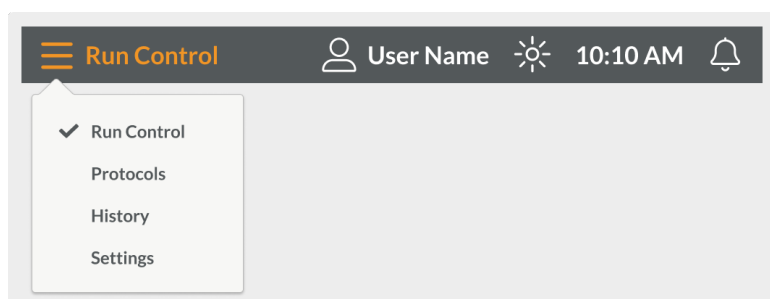 Run Control User Name 10:10 AM
Run Control
Protocols
History
Settings